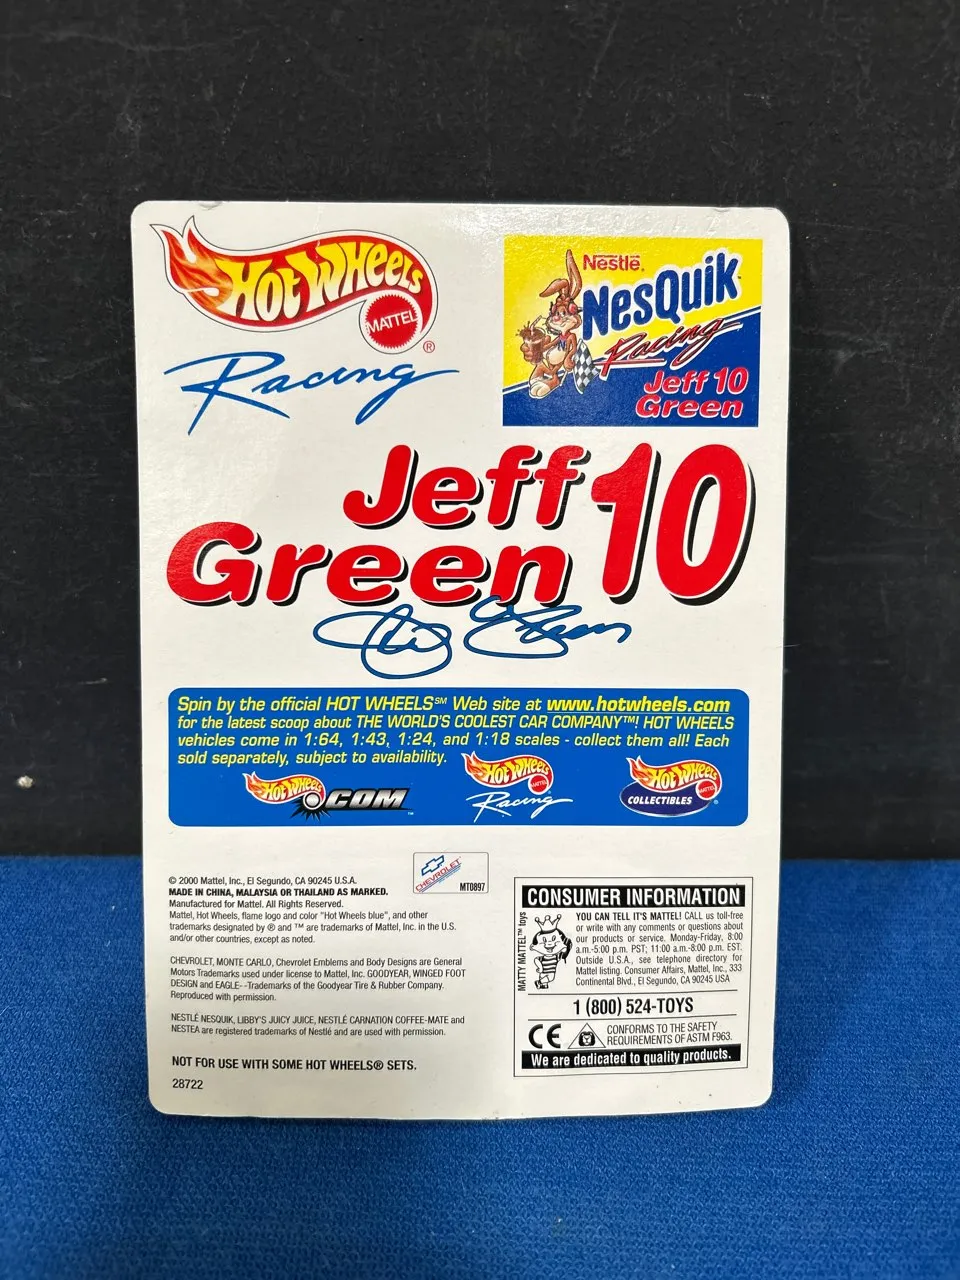 HOT WHEELS
MATTEL
®
Racing
Nestlé®
NesQuik
Racing
Jeff 10
Green
Jeff 10
Green
Spin by the official HOT WHEELS℠ Web site at www.hotwheels.com
for the latest scoop about THE WORLD'S COOLEST CAR COMPANY™! HOT WHEELS
vehicles come in 1:64, 1:43, 1:24, and 1:18 scales - collect them all! Each
sold separately, subject to availability.
HOT WHEELS .COM™
HOT WHEELS MATTEL Racing
HOT WHEELS MATTEL COLLECTIBLES
© 2000 Mattel, Inc., El Segundo, CA 90245 U.S.A.
MADE IN CHINA, MALAYSIA OR THAILAND AS MARKED.
Manufactured for Mattel. All Rights Reserved.
Mattel, Hot Wheels, flame logo and color "Hot Wheels blue", and other
trademarks designated by ® and ™ are trademarks of Mattel, Inc. in the U.S.
and/or other countries, except as noted.
CHEVROLET
MT0897
CHEVROLET, MONTE CARLO, Chevrolet Emblems and Body Designs are General
Motors Trademarks used under license to Mattel, Inc. GOODYEAR, WINGED FOOT
DESIGN and EAGLE--Trademarks of the Goodyear Tire & Rubber Company.
Reproduced with permission.
NESTLÉ NESQUIK, LIBBY'S JUICY JUICE, NESTLÉ CARNATION COFFEE-MATE and
NESTEA are registered trademarks of Nestlé and are used with permission.
NOT FOR USE WITH SOME HOT WHEELS® SETS.
28722
CONSUMER INFORMATION
MATTY MATTEL™ toys
YOU CAN TELL IT'S MATTEL! CALL us toll-free
or write with any comments or questions about
our products or service. Monday-Friday, 8:00
a.m.-5:00 p.m. PST; 11:00 a.m.-8:00 p.m. EST.
Outside U.S.A., see telephone directory for
Mattel listing. Consumer Affairs, Mattel, Inc., 333
Continental Blvd., El Segundo, CA 90245 USA
1 (800) 524-TOYS
CE
CONFORMS TO THE SAFETY
REQUIREMENTS OF ASTM F963.
We are dedicated to quality products.